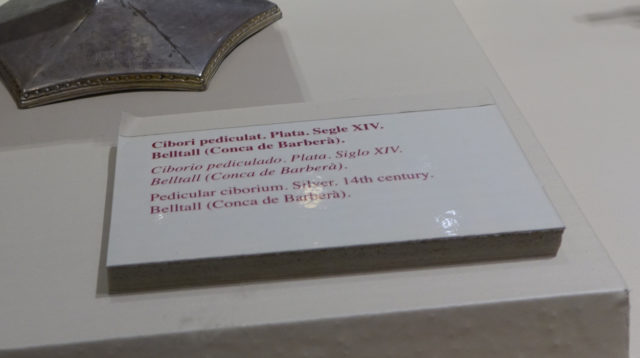 Cibori pediculat. Plata. Segle XIV.
Belltall (Conca de Barberà).
Ciborio pediculado. Plata. Siglo XIV.
Belltall (Conca de Barberà).
Pedicular ciborium. Silver. 14th century.
Belltall (Conca de Barberà).